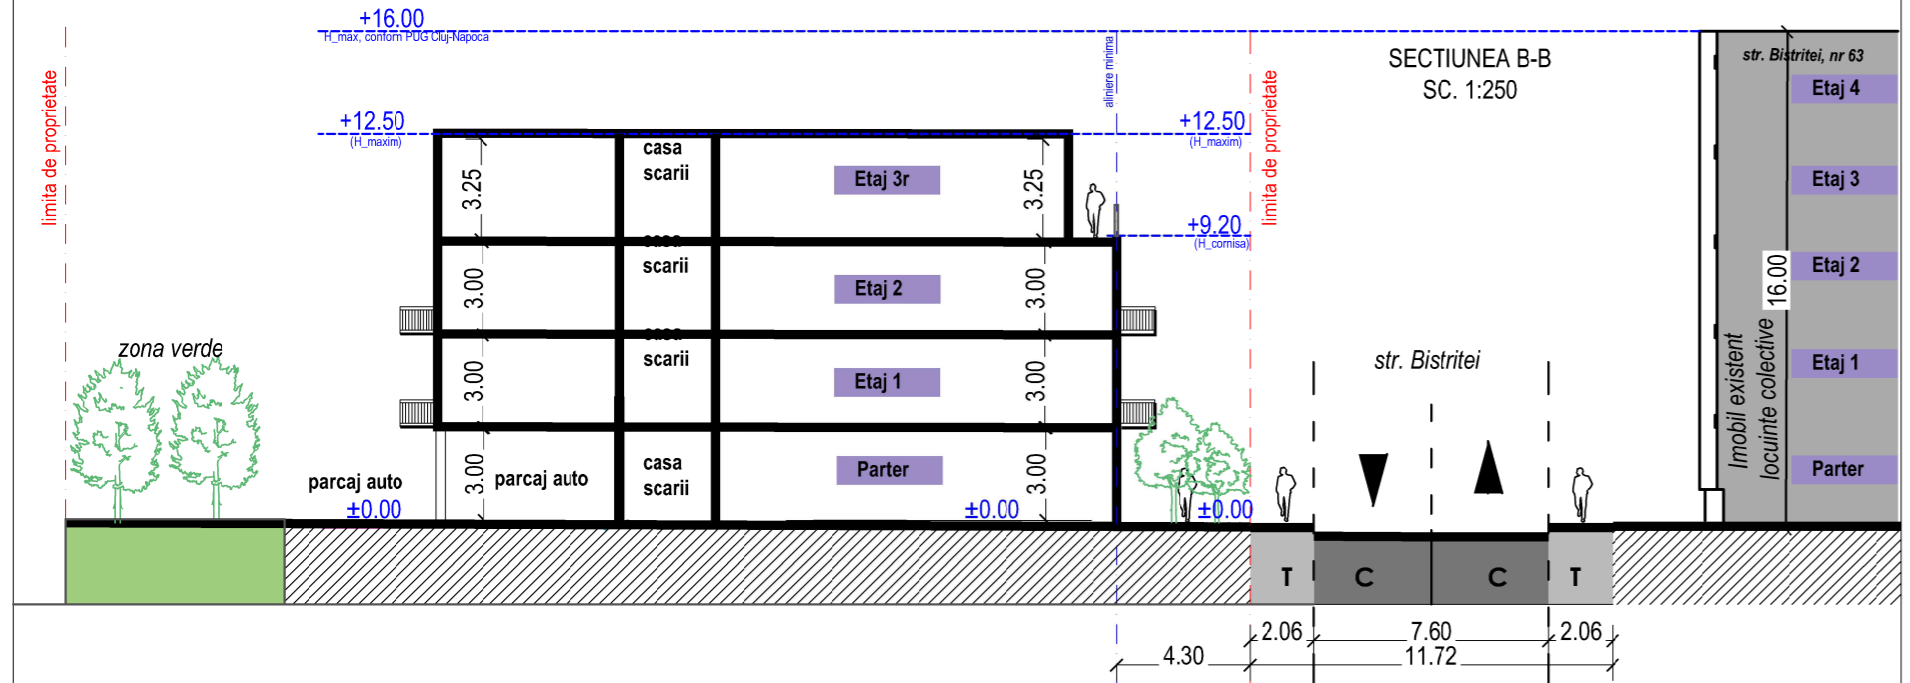 +16.00
H_max, conform PUG Cluj-Napoca
limita de proprietate
+12.50
(H_maxim)
aliniere minima
+12.50
(H_maxim)
limita de proprietate
SECTIUNEA B-B
SC. 1:250
str. Bistritei, nr 63
Etaj 4
Etaj 3
Etaj 2
Etaj 1
Parter
16.00
Imobil existent
locuinte colective
casa
scarii
3.25
Etaj 3r
3.25
+9.20
(H_cornisa)
casa
scarii
3.00
Etaj 2
3.00
zona verde
casa
scarii
3.00
Etaj 1
3.00
str. Bistritei
parcaj auto
±0.00
3.00
parcaj auto
casa
scarii
Parter
±0.00
3.00
±0.00
T
C
C
T
2.06
7.60
2.06
4.30
11.72